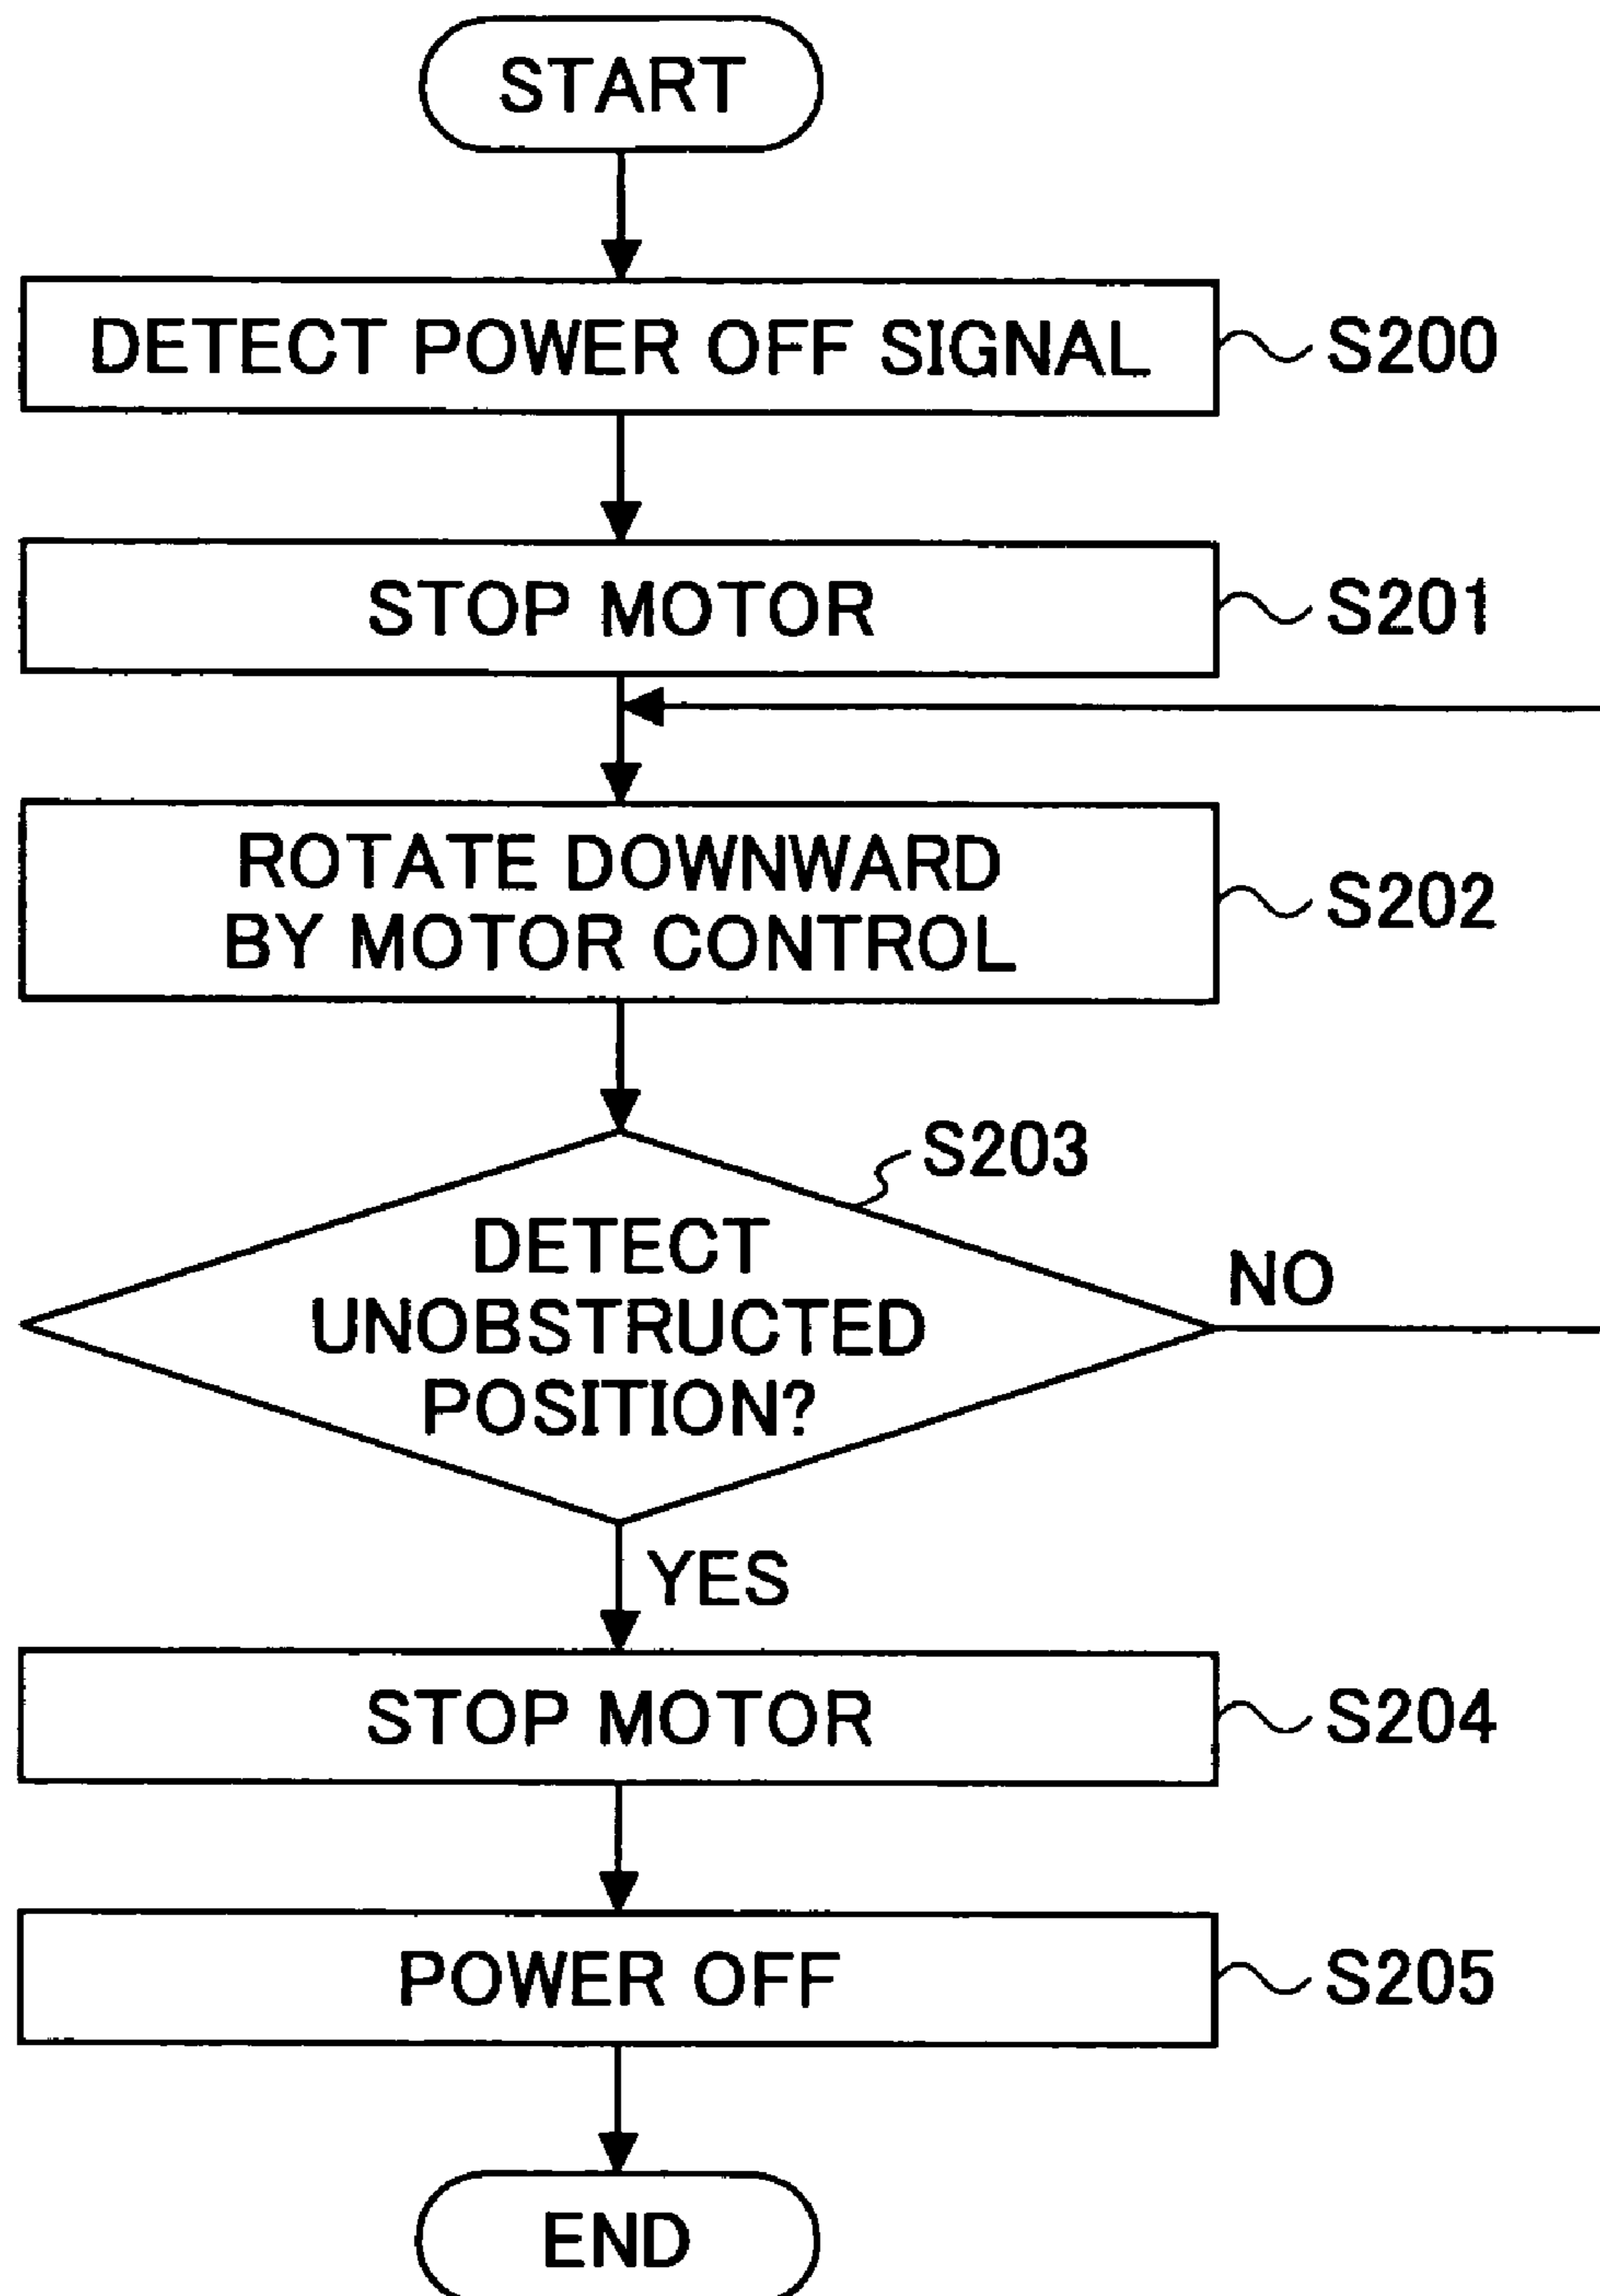 START
DETECT POWER OFF SIGNAL
S200
STOP MOTOR
S201
ROTATE DOWNWARD
BY MOTOR CONTROL
S202
S203
DETECT
UNOBSTRUCTED
POSITION?
NO
YES
STOP MOTOR
S204
POWER OFF
S205
END